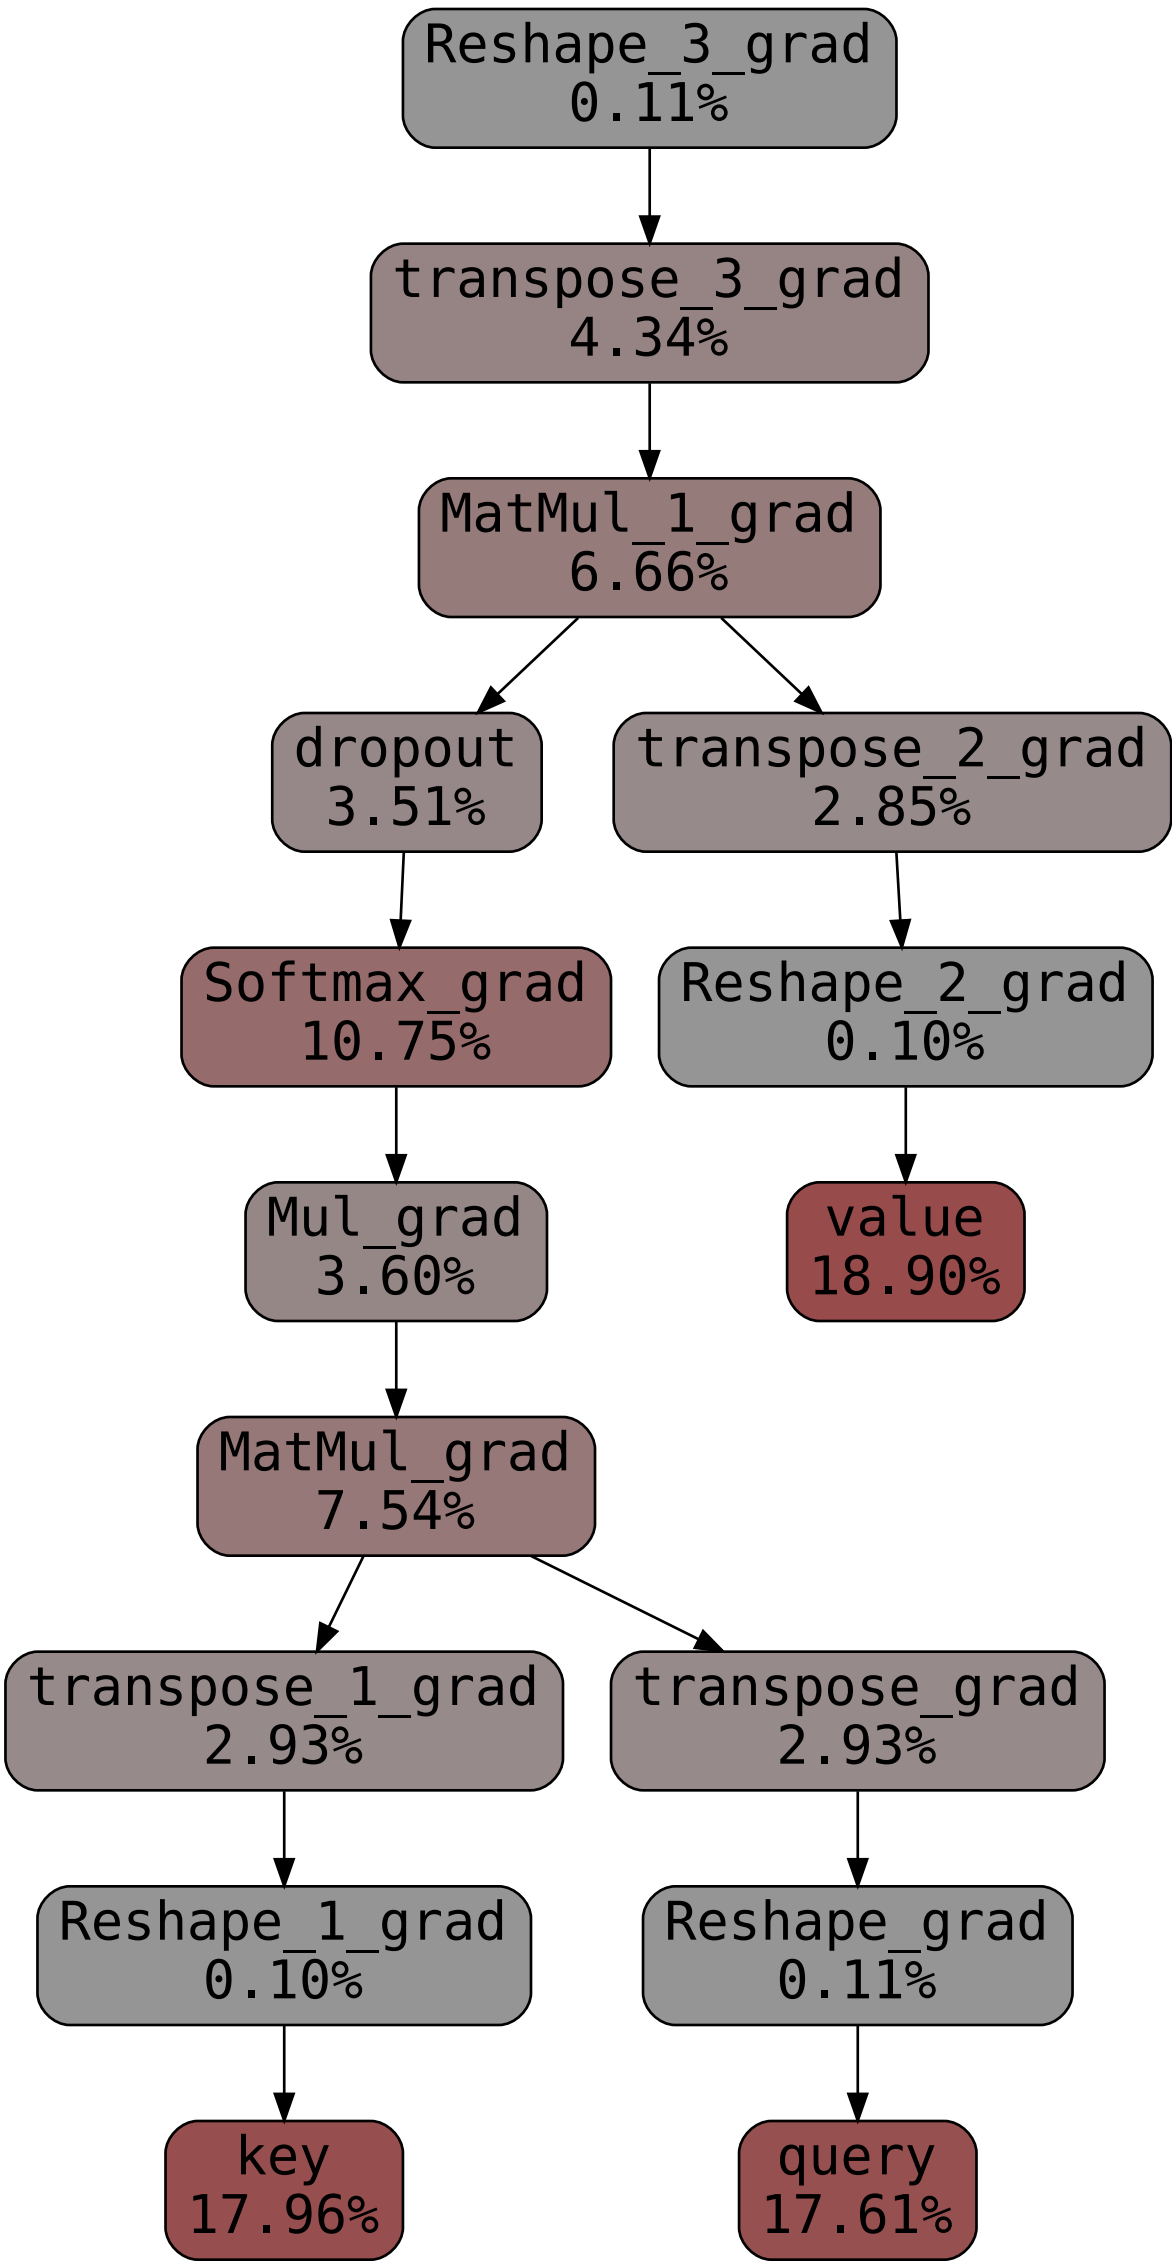 Reshape_3_grad
0.11%
transpose_3_grad
4.34%
MatMul_1_grad
6.66%
dropout
3.51%
transpose_2_grad
2.85%
Softmax_grad
10.75%
Reshape_2_grad
0.10%
Mul_grad
3.60%
value
18.90%
MatMul_grad
7.54%
transpose_1_grad
2.93%
transpose_grad
2.93%
Reshape_1_grad
0.10%
Reshape_grad
0.11%
key
17.96%
query
17.61%